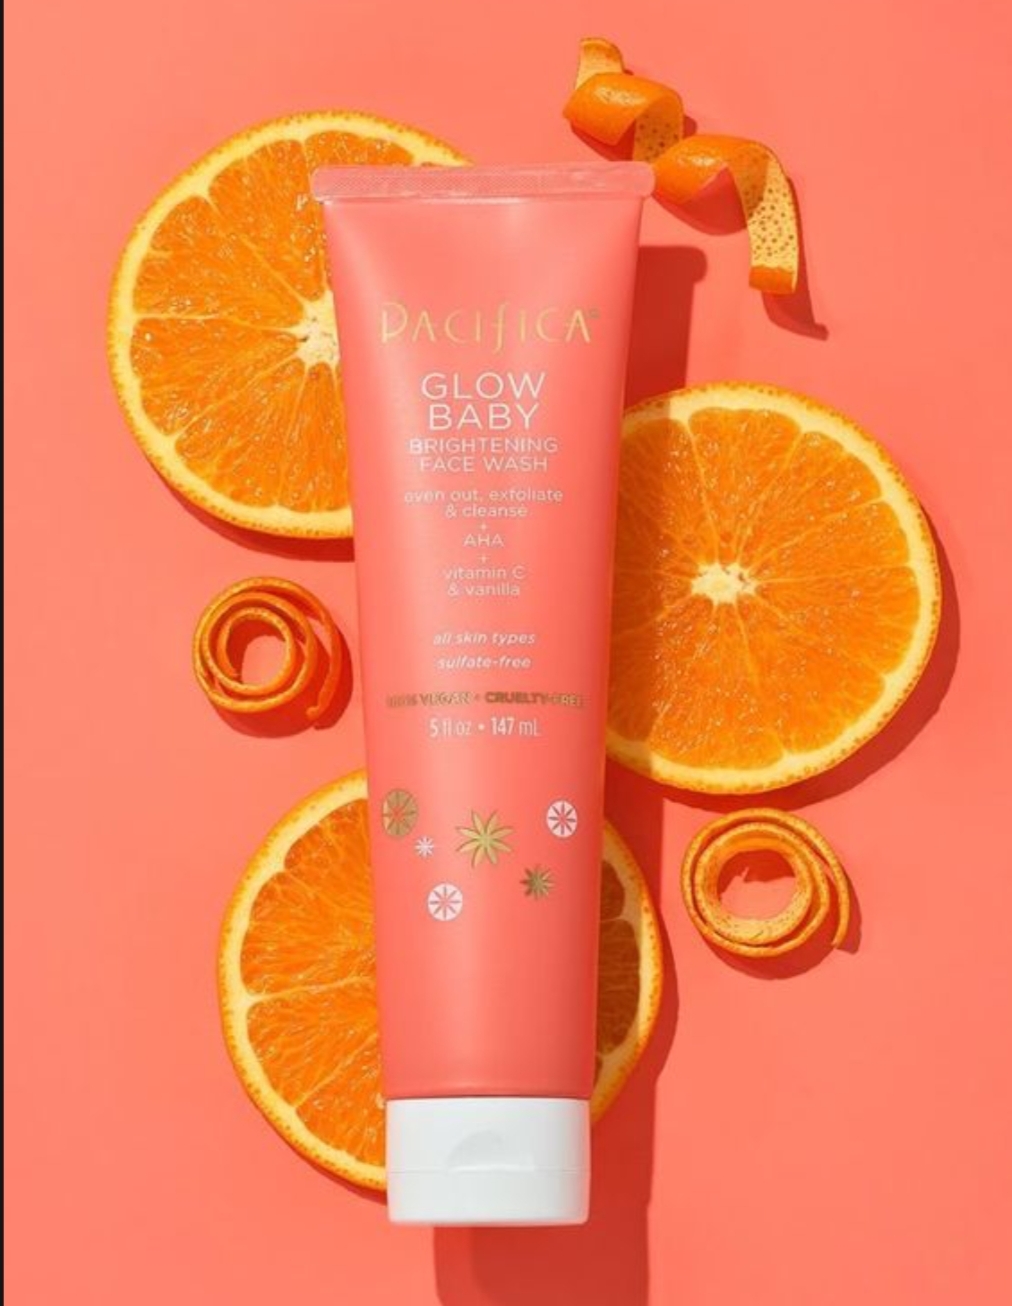 PACIFICA®
GLOW
BABY
BRIGHTENING
FACE WASH
even out, exfoliate
& cleanse
+
AHA
+
vitamin C
& vanilla
all skin types
sulfate-free
100% VEGAN • CRUELTY-FREE
5 fl oz • 147 mL